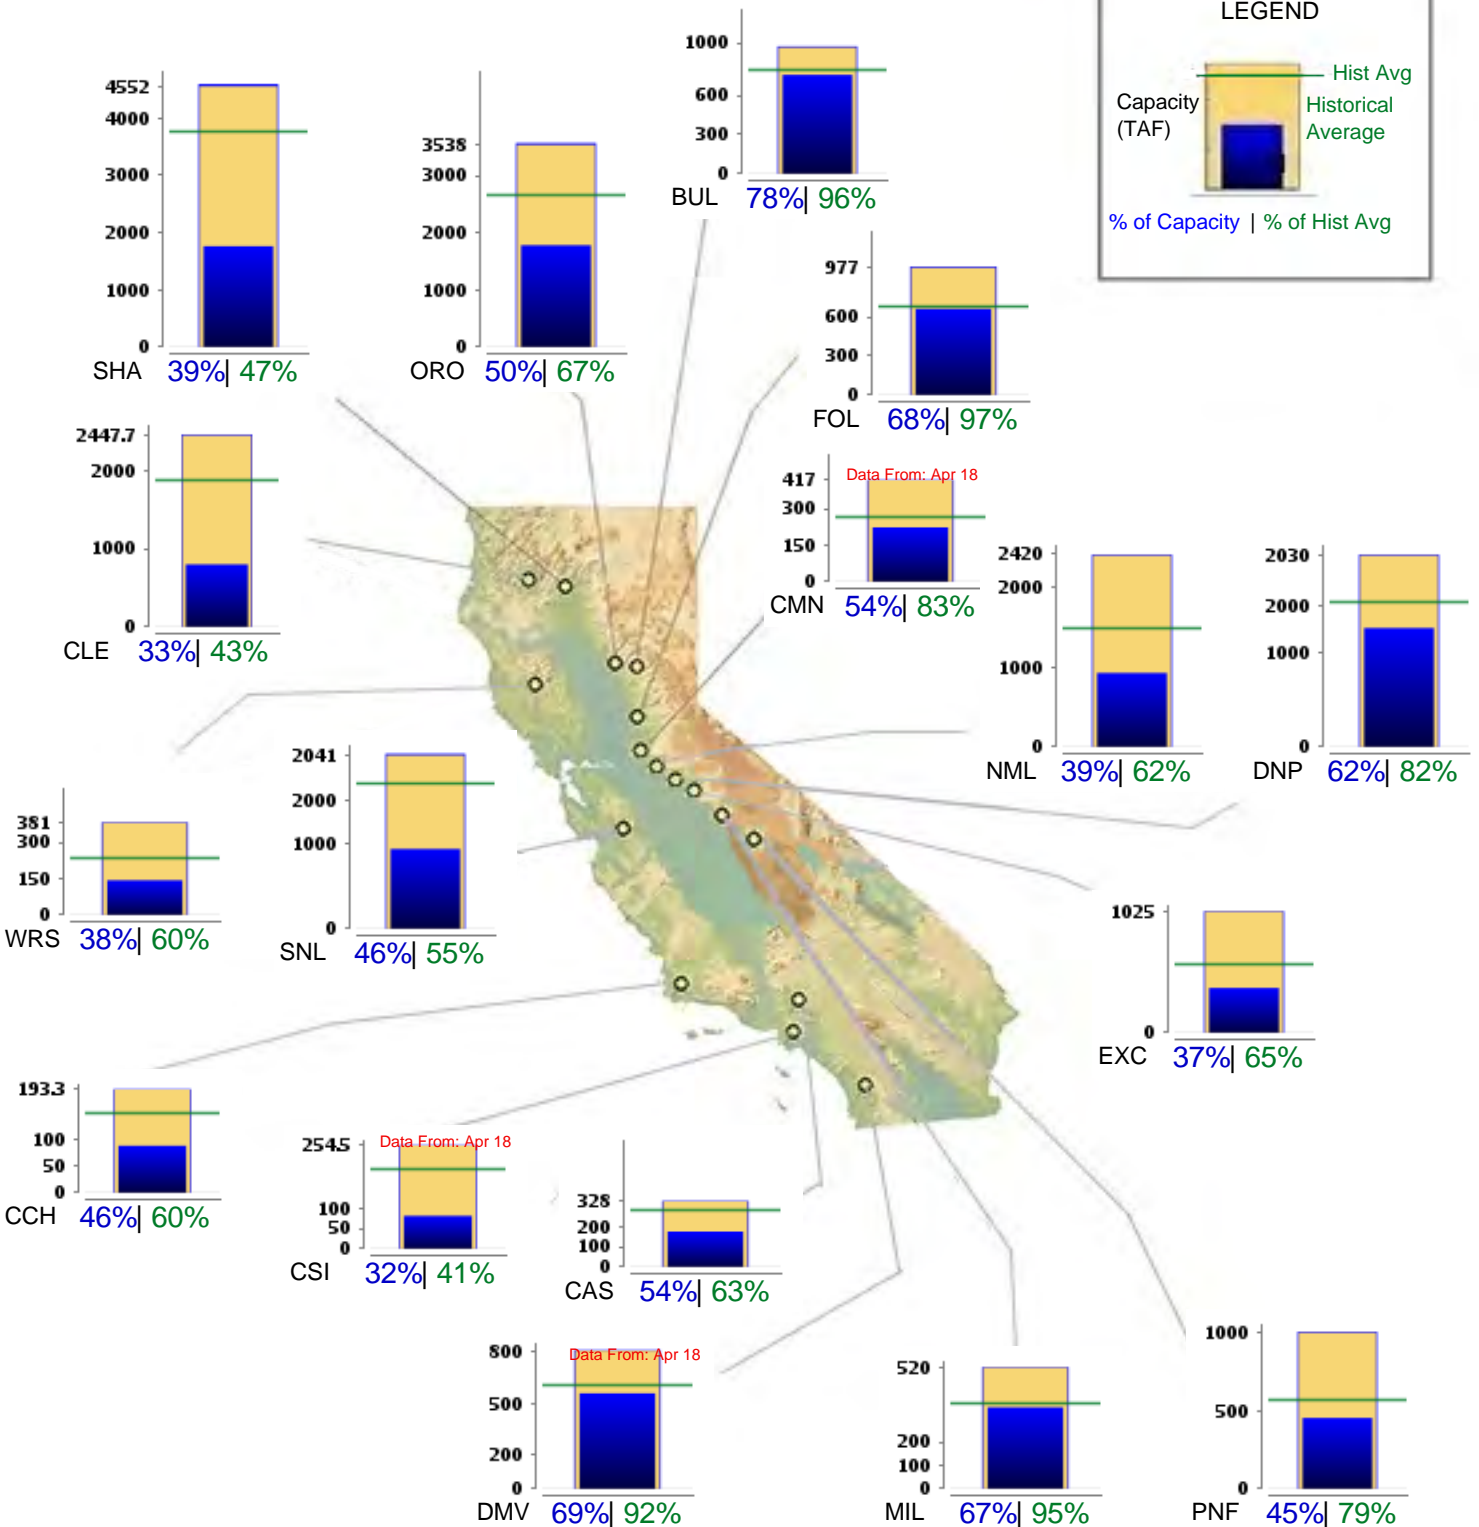 LEGEND
Hist Avg
Capacity
(TAF)
Historical
Average
% of Capacity | % of Hist Avg
4552
4000
3000
2000
1000
0
SHA 39%| 47%
3538
3000
2000
1000
0
ORO 50%| 67%
1000
600
300
0
BUL 78%| 96%
977
600
300
0
FOL 68%| 97%
2447.7
2000
1000
0
CLE 33%| 43%
Data From: Apr 18
417
300
150
0
CMN 54%| 83%
2420
2000
1000
0
NML 39%| 62%
2030
2000
1000
0
DNP 62%| 82%
381
300
150
0
WRS 38%| 60%
2041
2000
1000
0
SNL 46%| 55%
1025
0
EXC 37%| 65%
193.3
100
50
0
CCH 46%| 60%
Data From: Apr 18
254.5
100
50
0
CSI 32%| 41%
328
200
100
0
CAS 54%| 63%
Data From: Apr 18
800
500
200
0
DMV 69%| 92%
520
200
100
0
MIL 67%| 95%
1000
500
0
PNF 45%| 79%